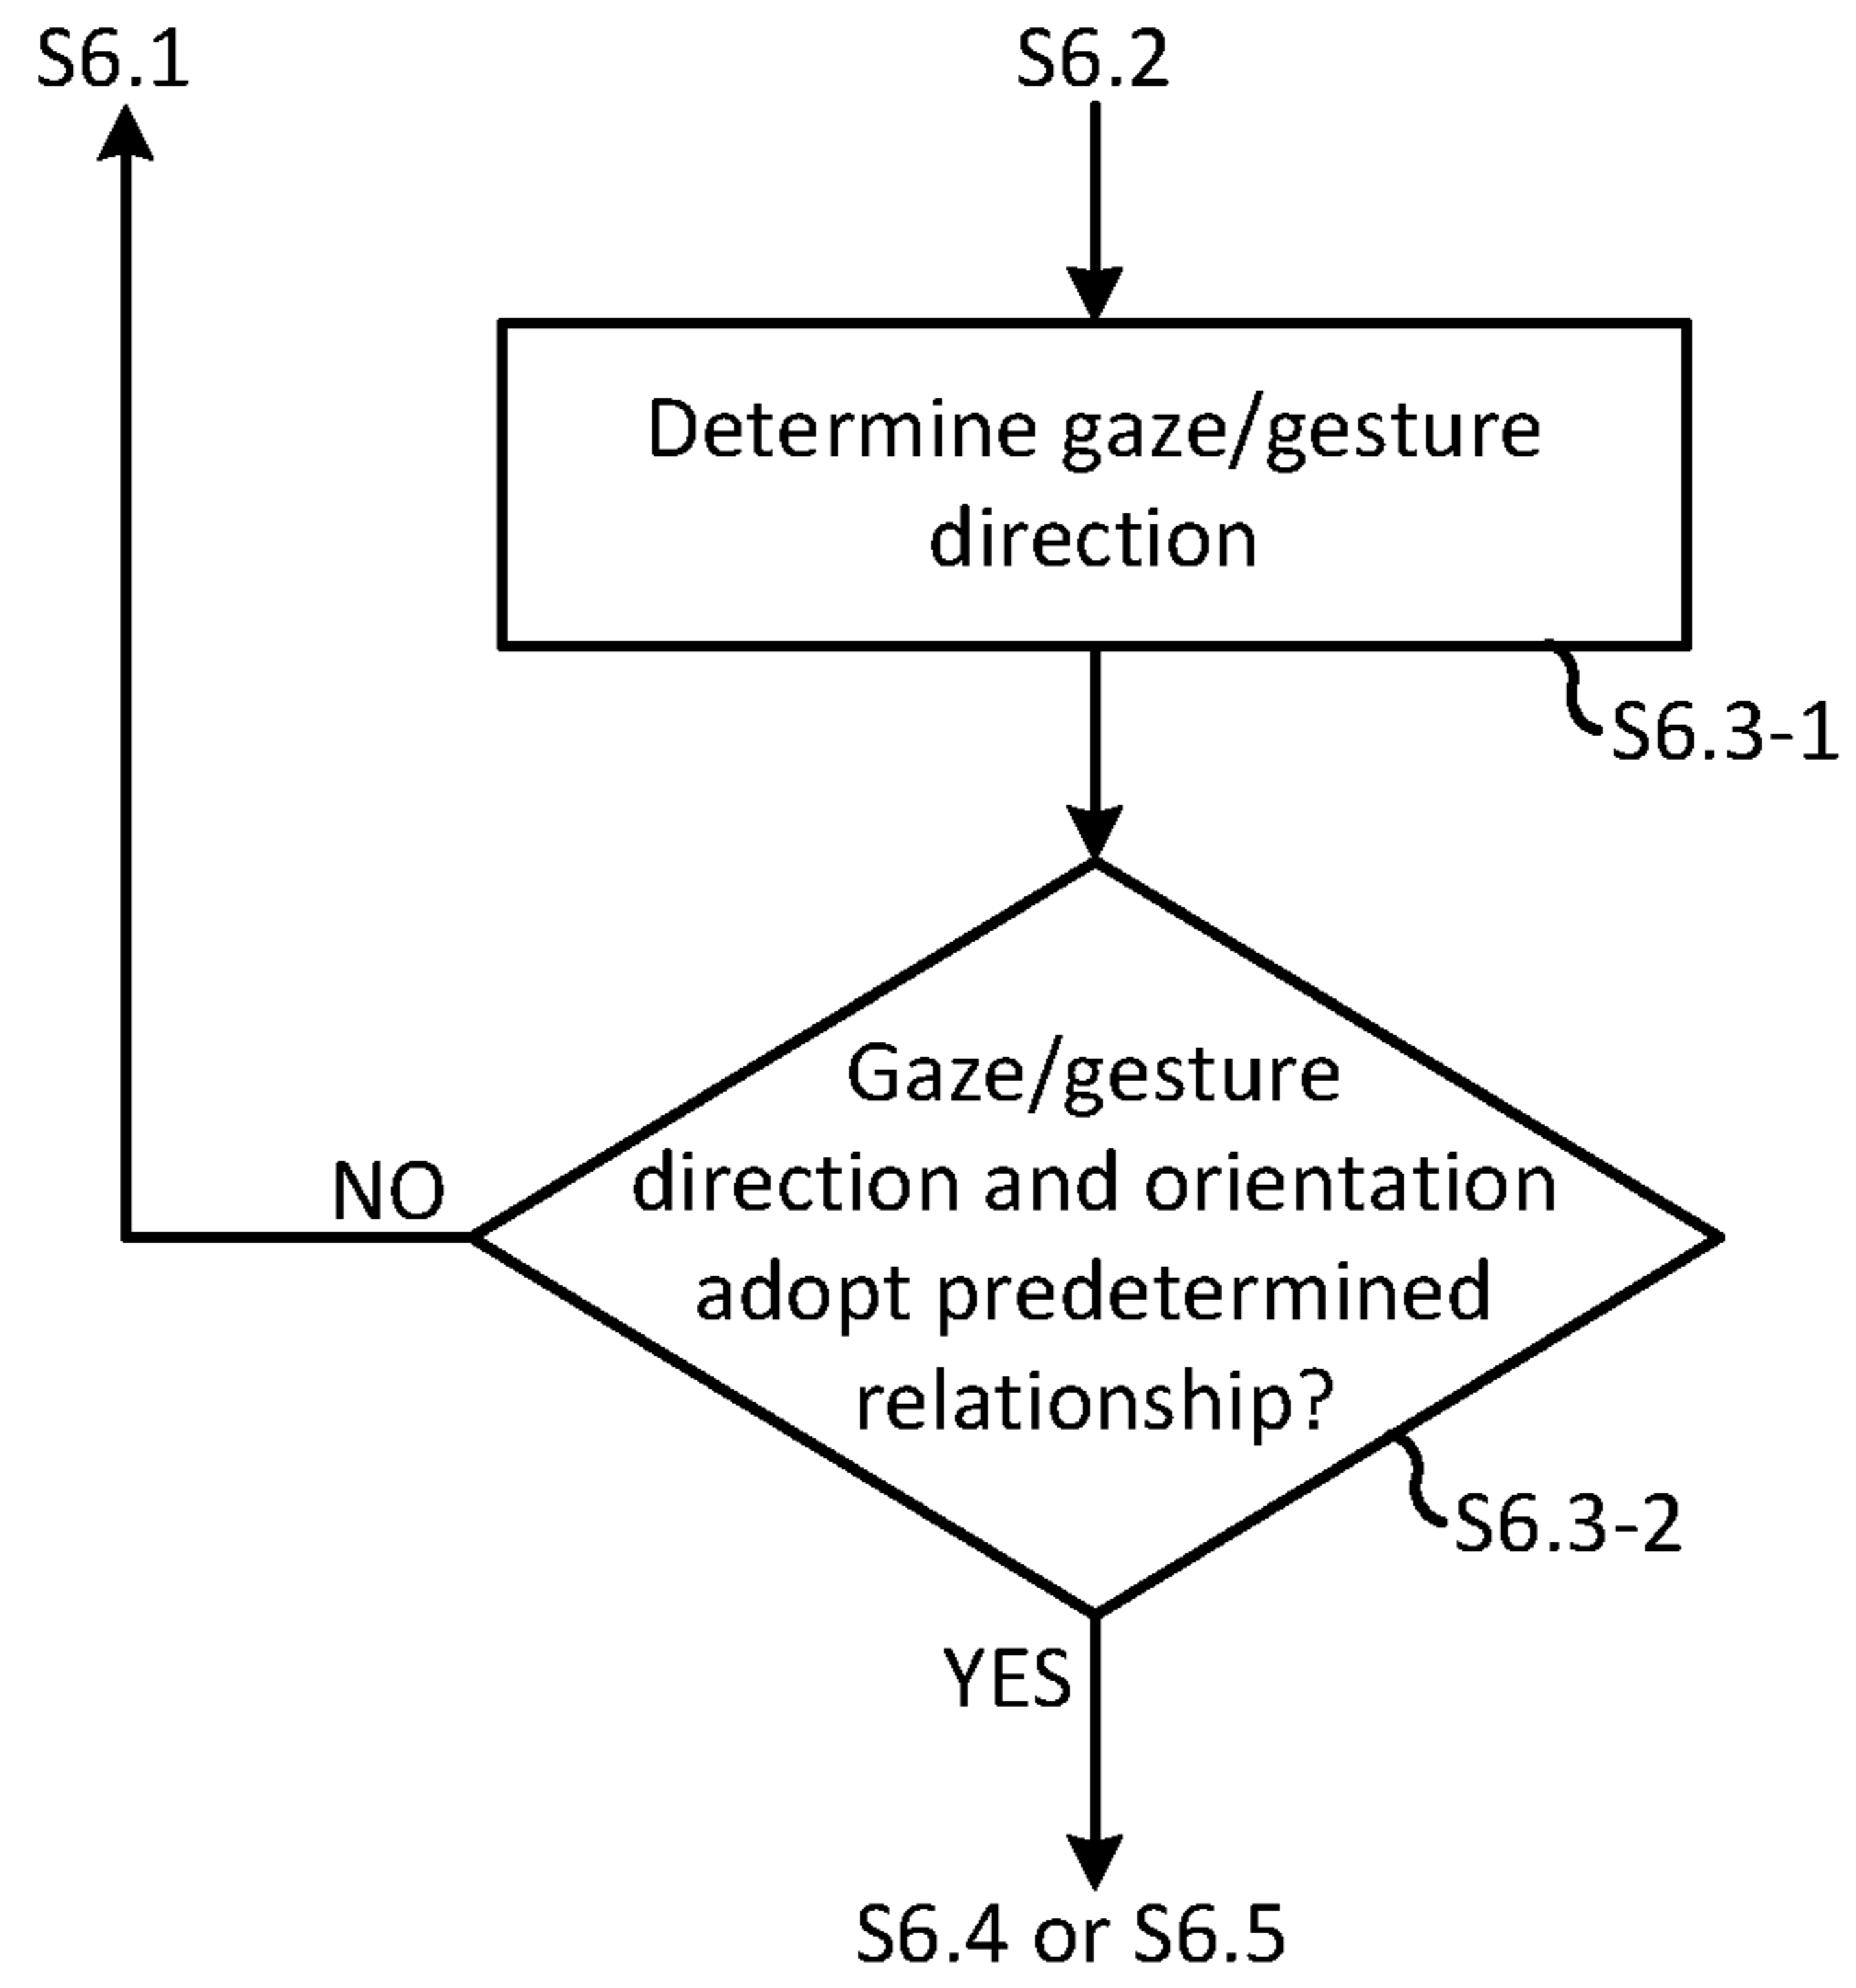 S6.1
S6.2
Determine gaze/gesture
direction
S6.3-1
Gaze/gesture
direction and orientation
adopt predetermined
relationship?
NO
S6.3-2
YES
S6.4 or S6.5